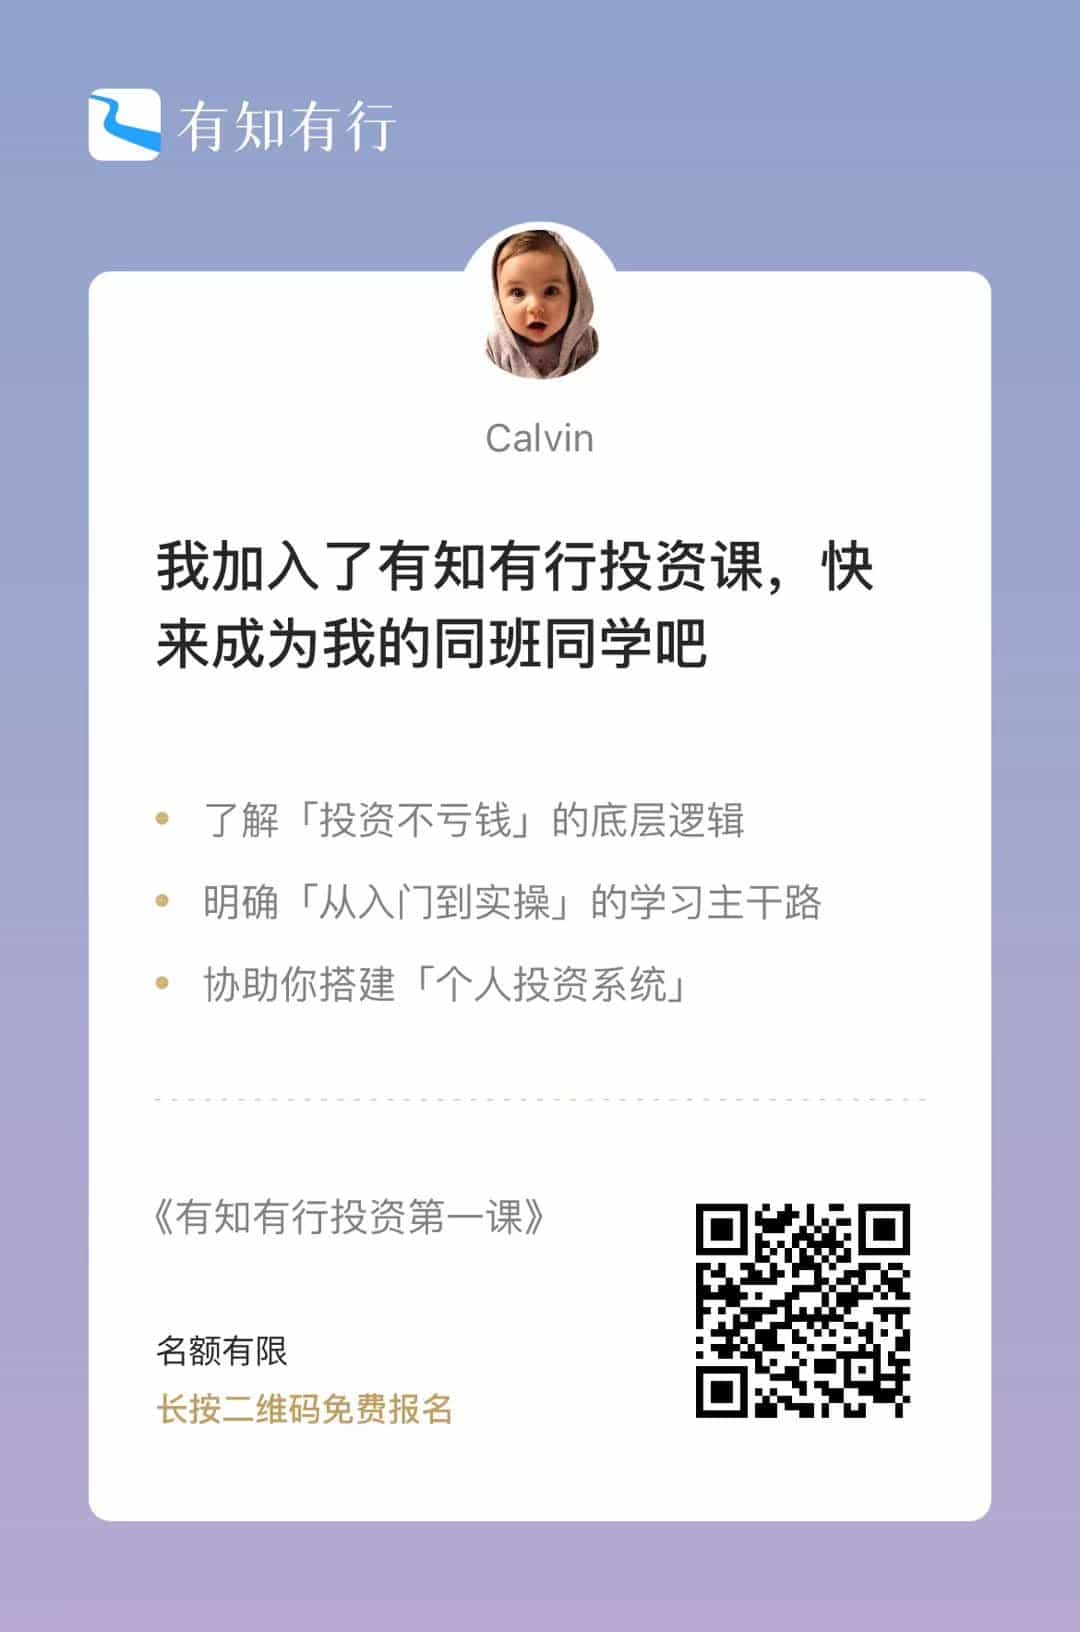 有知有行
Calvin
我加入了有知有行投资课，快
来成为我的同班同学吧
了解「投资不亏钱」的底层逻辑
明确「从入门到实操」的学习主干路
协助你搭建「个人投资系统」
《有知有行投资第一课》
名额有限
长按二维码免费报名